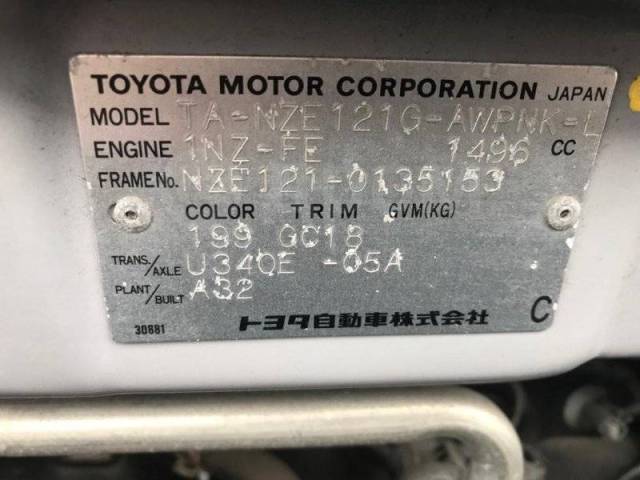 TOYOTA MOTOR CORPORATION JAPAN
MODEL TA-NZE121G-AWPNK-L
ENGINE 1NZ-FE 1496 CC
FRAME No. NZE121-0135153
COLOR TRIM GVM(KG)
199 GC18
TRANS./AXLE U340E -05A
PLANT/BUILT A32
30881 トヨタ自動車株式会社 C